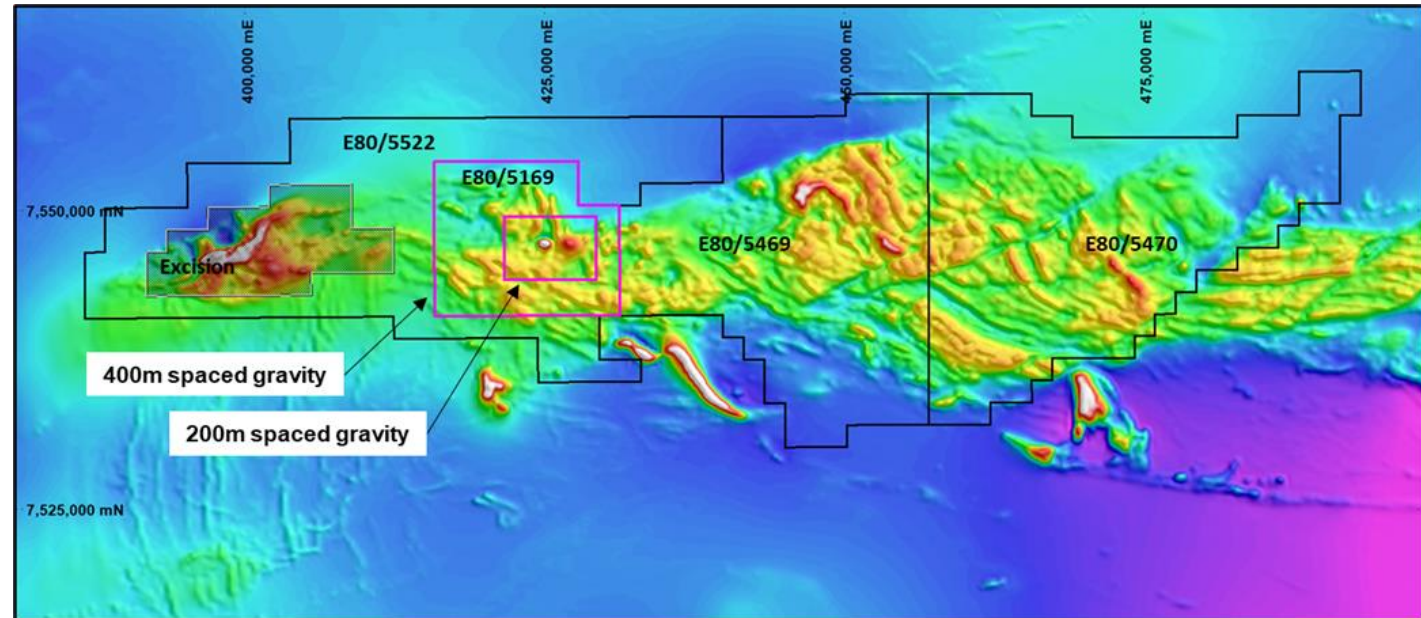 400,000 mE
425,000 mE
450,000 mE
475,000 mE
E80/5522
E80/5169
7,550,000 mN
E80/5469
E80/5470
Excision
400m spaced gravity
200m spaced gravity
7,525,000 mN